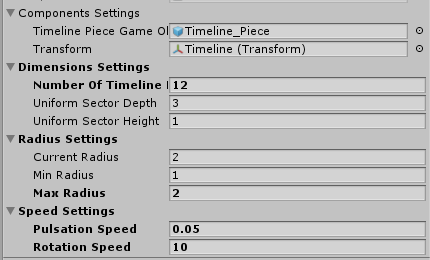 Components Settings
Timeline Piece Game Ol Timeline_Piece
Transform Timeline (Transform)
Dimensions Settings
Number Of Timeline 12
Uniform Sector Depth 3
Uniform Sector Height 1
Radius Settings
Current Radius 2
Min Radius 1
Max Radius 2
Speed Settings
Pulsation Speed 0.05
Rotation Speed 10